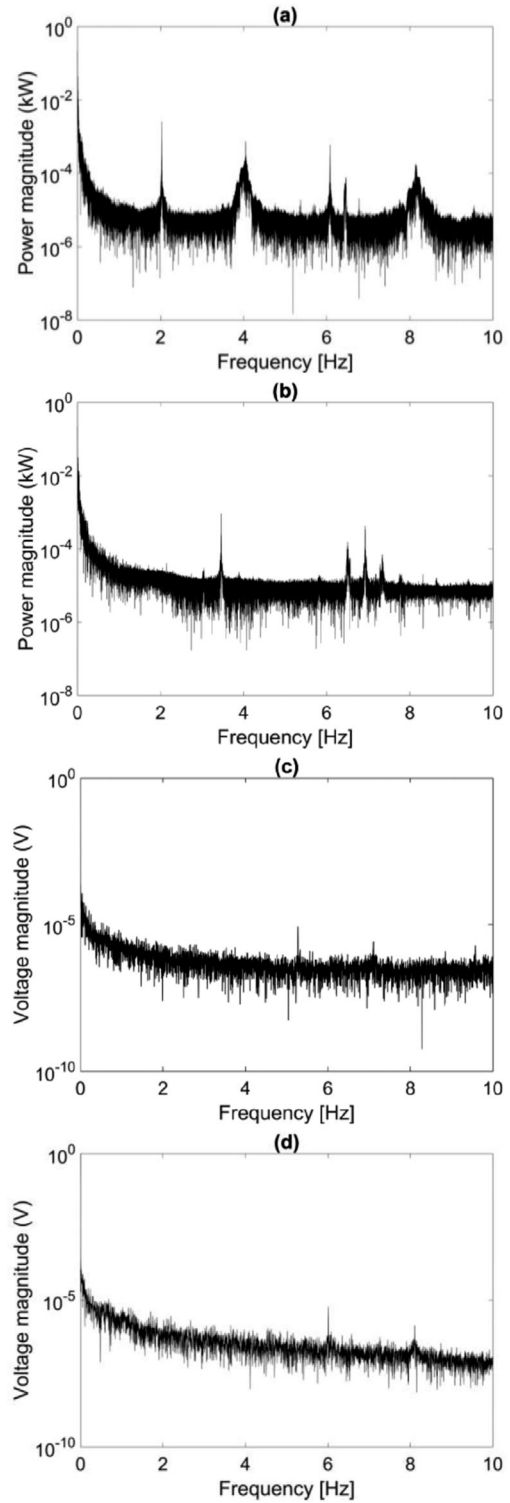 (a)
10^0
10^-2
10^-4
10^-6
10^-8
Power magnitude (kW)
0 2 4 6 8 10
Frequency [Hz]
(b)
10^0
10^-2
10^-4
10^-6
10^-8
Power magnitude (kW)
0 2 4 6 8 10
Frequency [Hz]
(c)
10^0
10^-5
10^-10
Voltage magnitude (V)
0 2 4 6 8 10
Frequency [Hz]
(d)
10^0
10^-5
10^-10
Voltage magnitude (V)
0 2 4 6 8 10
Frequency [Hz]